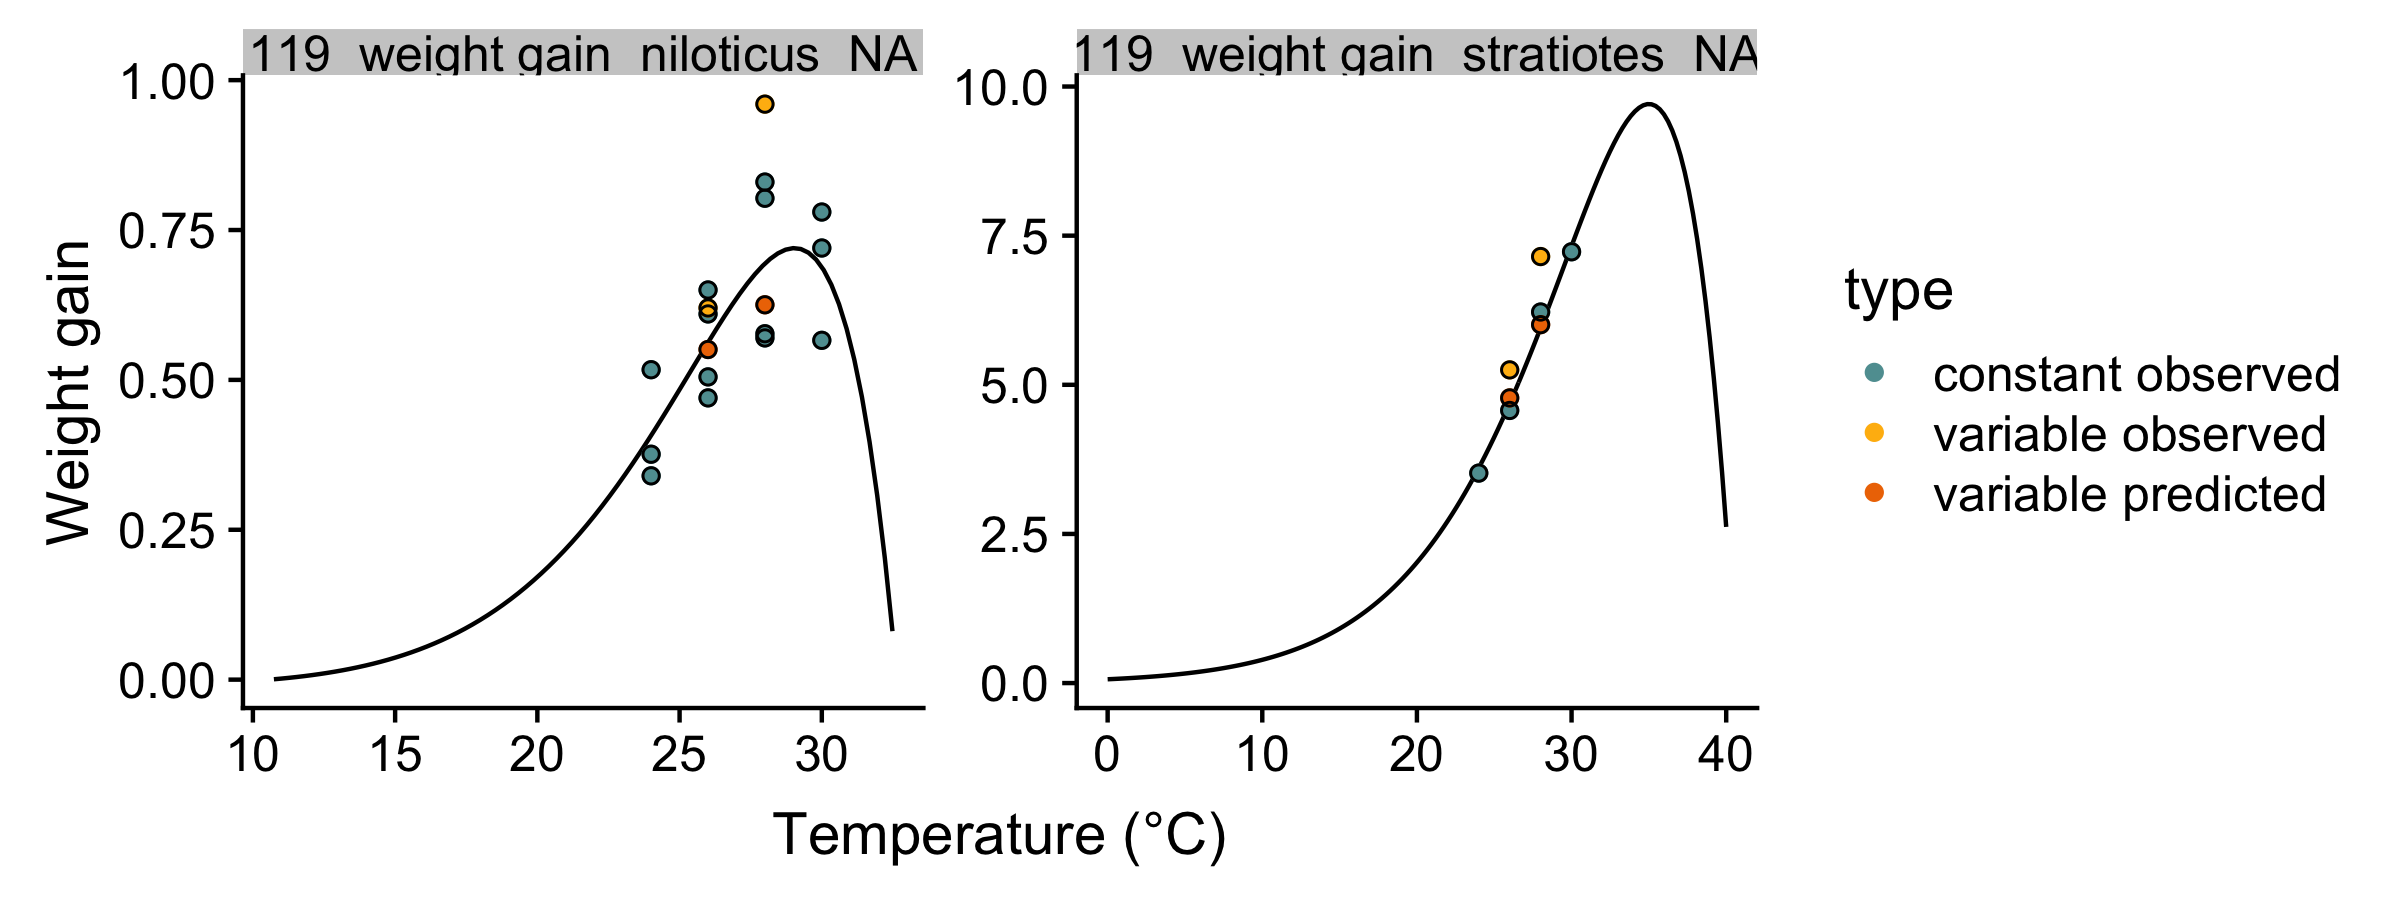 119 weight gain niloticus NA
119 weight gain stratiotes NA
Weight gain
1.00
0.75
0.50
0.25
0.00
10 15 20 25 30
10.0
7.5
5.0
2.5
0.0
0 10 20 30 40
Temperature (°C)
type
constant observed
variable observed
variable predicted